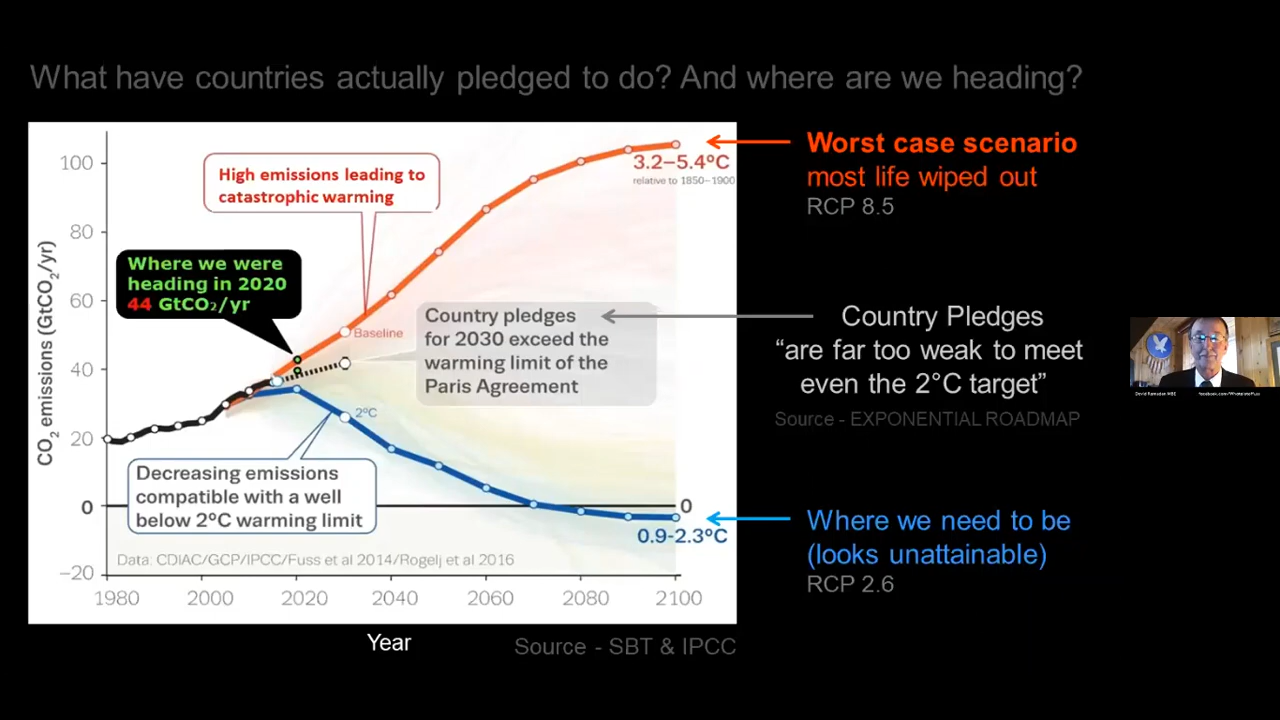 What have countries actually pledged to do? And where are we heading?
100
80
60
40
20
0
−20
CO₂ emissions (GtCO₂/yr)
High emissions leading to
catastrophic warming
Where we were
heading in 2020
44 GtCO₂/yr
3.2–5.4°C
relative to 1850–1900
Baseline
Country pledges
for 2030 exceed the
warming limit of the
Paris Agreement
2°C
Decreasing emissions
compatible with a well
below 2°C warming limit
0
0.9-2.3°C
Data: CDIAC/GCP/IPCC/Fuss et al 2014/Rogelj et al 2016
1980
2000
2020
2040
2060
2080
2100
Year
Source - SBT & IPCC
Worst case scenario
most life wiped out
RCP 8.5
Country Pledges
“are far too weak to meet
even the 2°C target”
Source - EXPONENTIAL ROADMAP
Where we need to be
(looks unattainable)
RCP 2.6